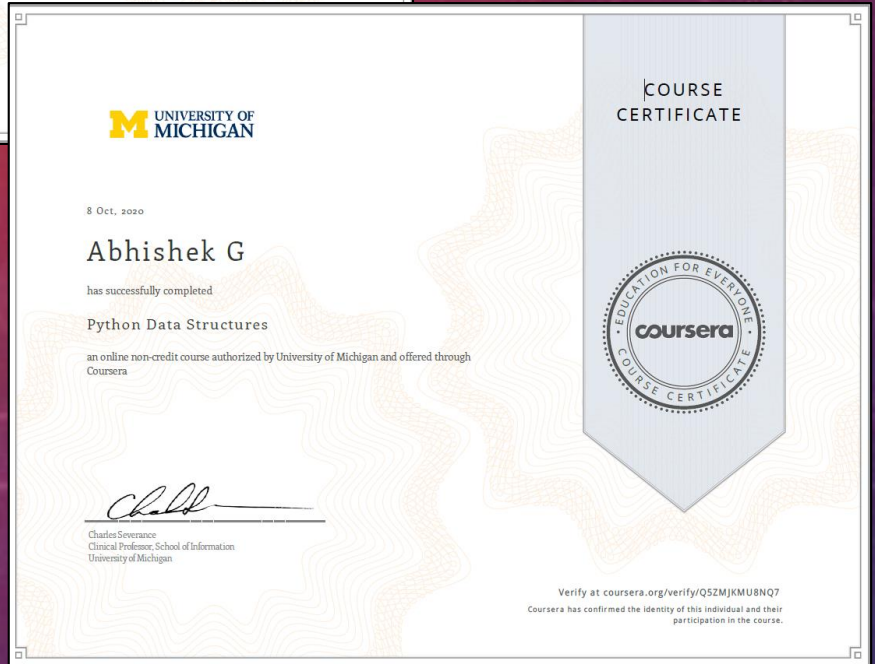 UNIVERSITY OF
MICHIGAN
COURSE
CERTIFICATE
8 Oct, 2020
Abhishek G
has successfully completed
Python Data Structures
an online non-credit course authorized by University of Michigan and offered through
Coursera
EDUCATION FOR EVERYONE
coursera
COURSE CERTIFICATE
Charles Severance
Clinical Professor, School of Information
University of Michigan
Verify at coursera.org/verify/Q5ZMJKMU8NQ7
Coursera has confirmed the identity of this individual and their
participation in the course.